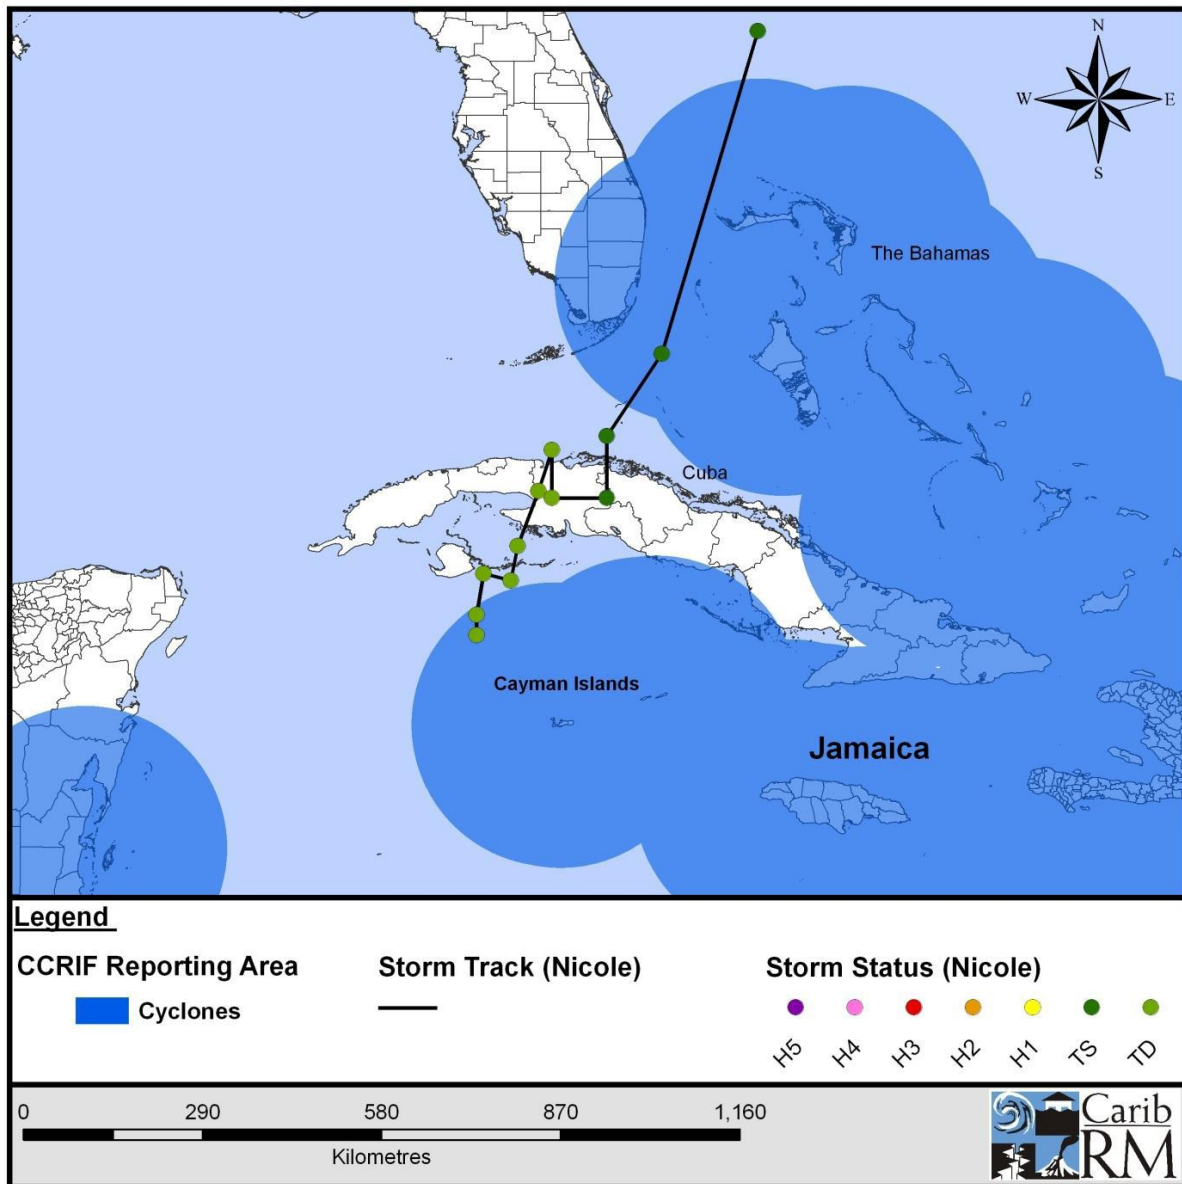 N
W E
S
The Bahamas
Cuba
Cayman Islands
Jamaica
Legend
CCRIF Reporting Area
Cyclones
Storm Track (Nicole)
Storm Status (Nicole)
H5 H4 H3 H2 H1 TS TD
0 290 580 870 1,160
Kilometres
Carib
RM